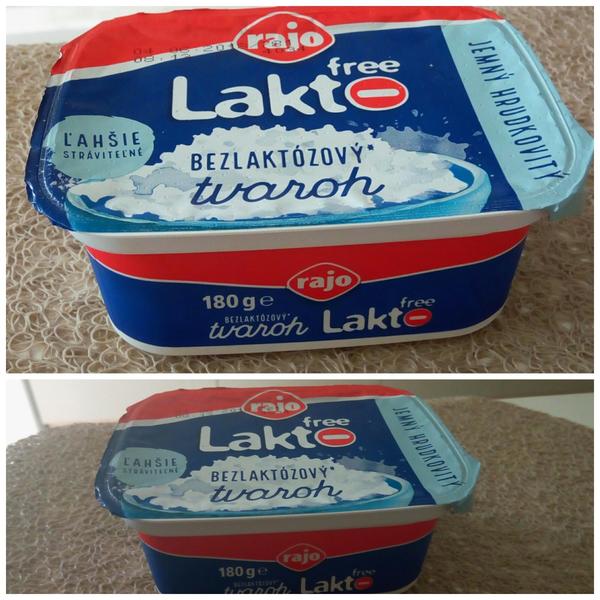 rajo
free
Lakto
ĽAHŠIE
STRÁVITEĽNÉ
BEZLAKTÓZOVÝ*
tvaroh
JEMNÝ HRUDKOVITÝ
rajo
180 g e
BEZLAKTÓZOVÝ*
tvaroh
free
Lakto
rajo
free
Lakto
ĽAHŠIE
STRÁVITEĽNÉ
BEZLAKTÓZOVÝ*
tvaroh
JEMNÝ HRUDKOVITÝ
rajo
180 g e
BEZLAKTÓZOVÝ*
tvaroh
free
Lakto